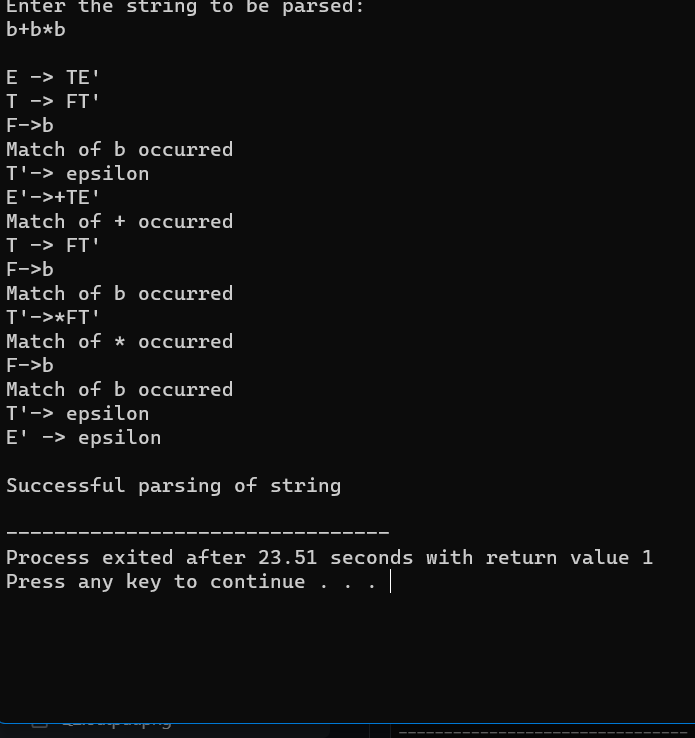 Enter the string to be parsed:
b+b*b
E -> TE'
T -> FT'
F->b
Match of b occurred
T'-> epsilon
E'->+TE'
Match of + occurred
T -> FT'
F->b
Match of b occurred
T'->*FT'
Match of * occurred
F->b
Match of b occurred
T'-> epsilon
E' -> epsilon
Successful parsing of string
--------------------------------
Process exited after 23.51 seconds with return value 1
Press any key to continue . . .